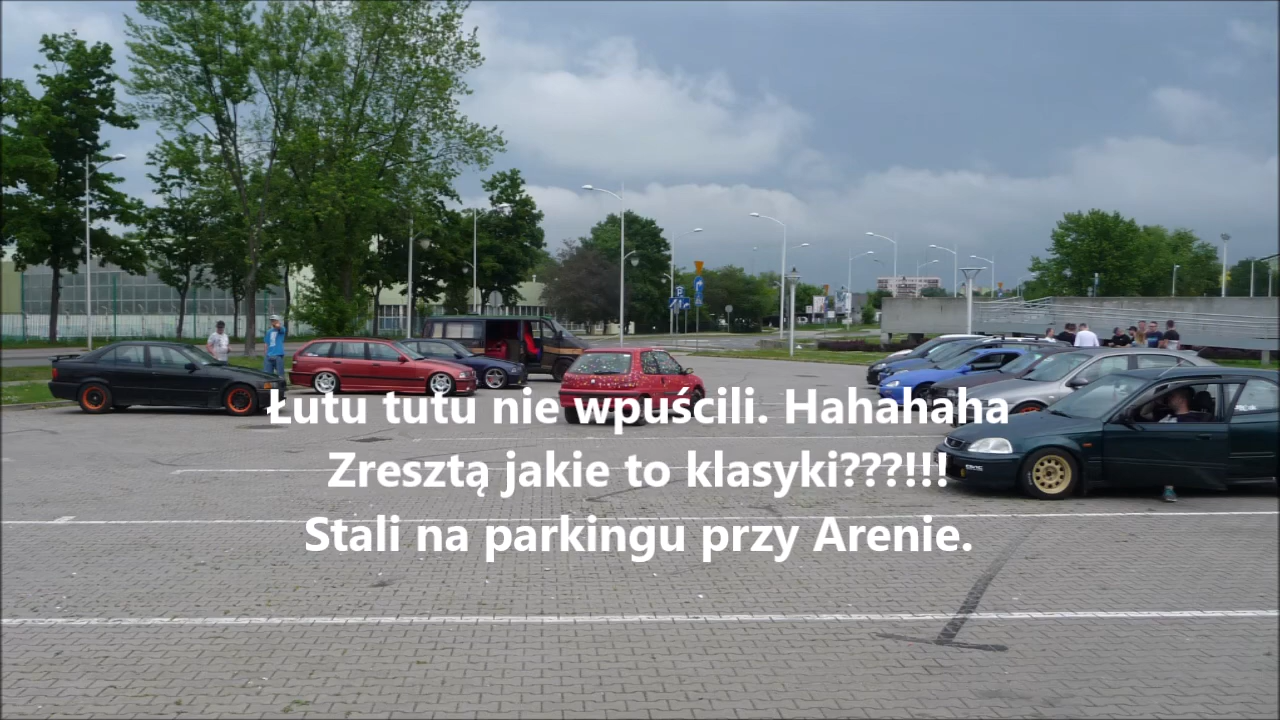 Łutu tutu nie wpuścili. Hahahaha
Zresztą jakie to klasyki???!!!
Stali na parkingu przy Arenie.